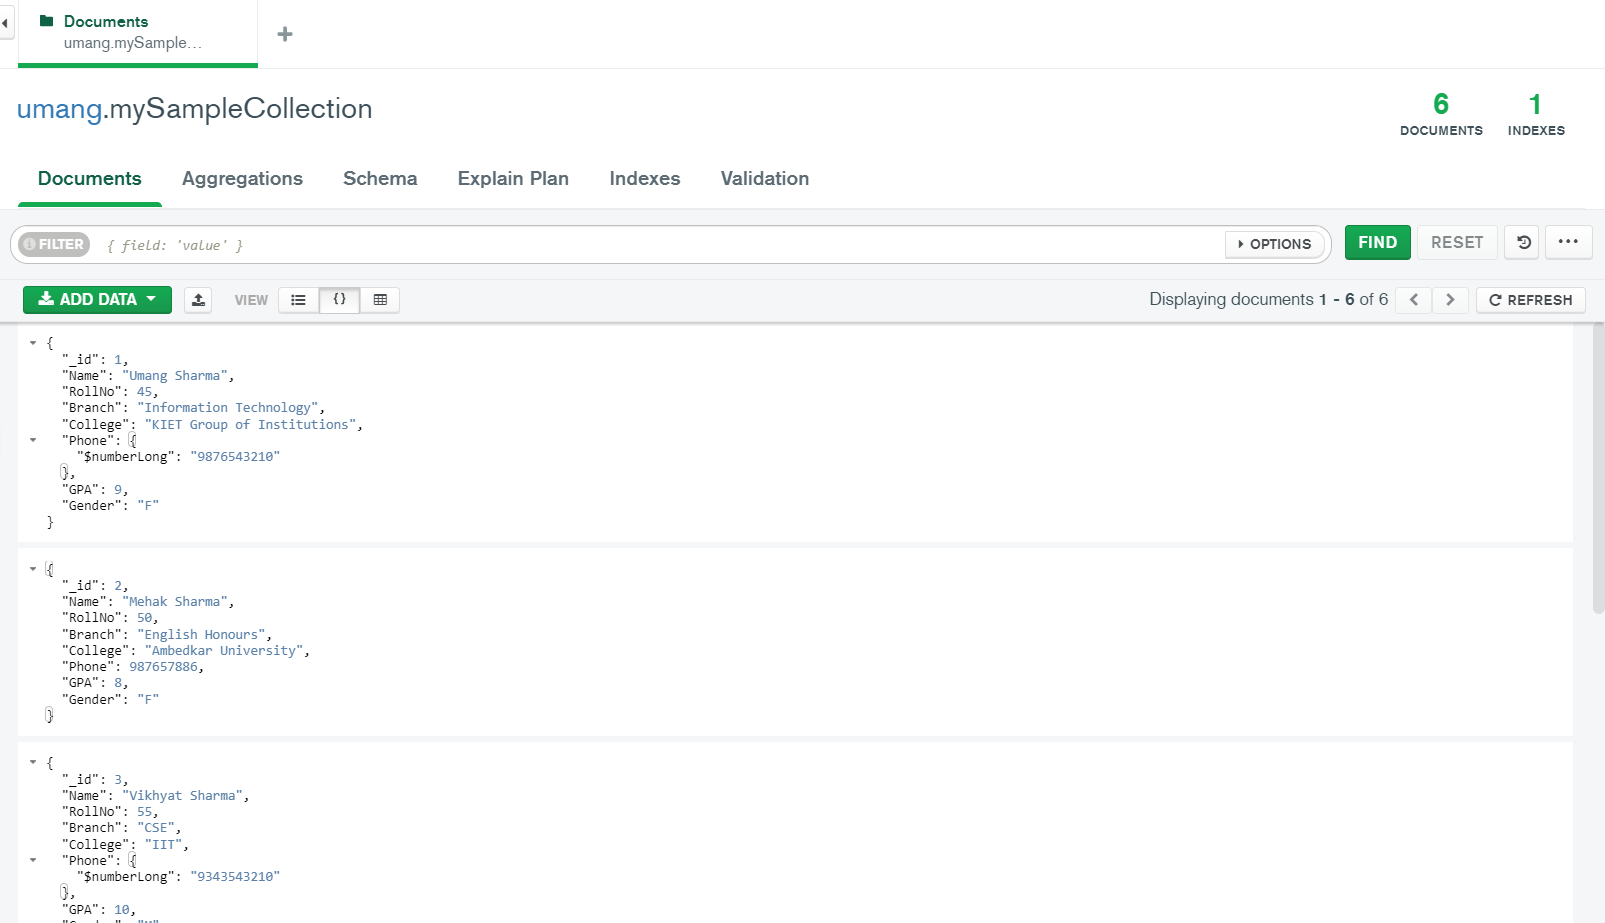 Documents
umang.mySample...
umang.mySampleCollection
6
DOCUMENTS
1
INDEXES
Documents Aggregations Schema Explain Plan Indexes Validation
FILTER { field: 'value' } OPTIONS FIND RESET
ADD DATA VIEW { } Displaying documents 1 - 6 of 6 REFRESH
{
"_id": 1,
"Name": "Umang Sharma",
"RollNo": 45,
"Branch": "Information Technology",
"College": "KIET Group of Institutions",
"Phone": {
"$numberLong": "9876543210"
},
"GPA": 9,
"Gender": "F"
}
{
"_id": 2,
"Name": "Mehak Sharma",
"RollNo": 50,
"Branch": "English Honours",
"College": "Ambedkar University",
"Phone": 987657886,
"GPA": 8,
"Gender": "F"
}
{
"_id": 3,
"Name": "Vikhyat Sharma",
"RollNo": 55,
"Branch": "CSE",
"College": "IIT",
"Phone": {
"$numberLong": "9343543210"
},
"GPA": 10,